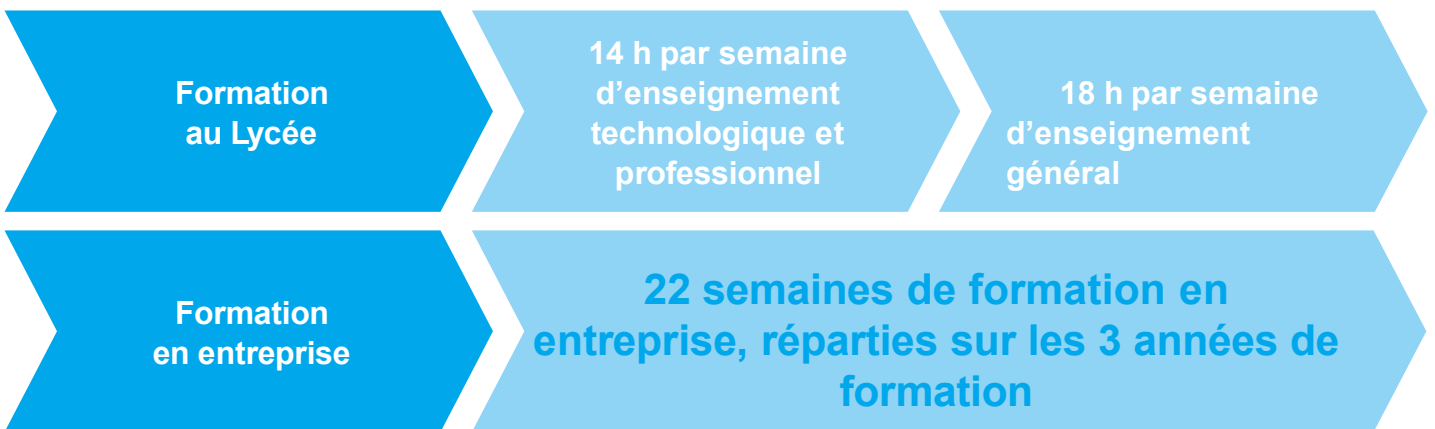 Formation
au Lycée
14 h par semaine
d’enseignement
technologique et
professionnel
18 h par semaine
d’enseignement
général
Formation
en entreprise
22 semaines de formation en
entreprise, réparties sur les 3 années de
formation